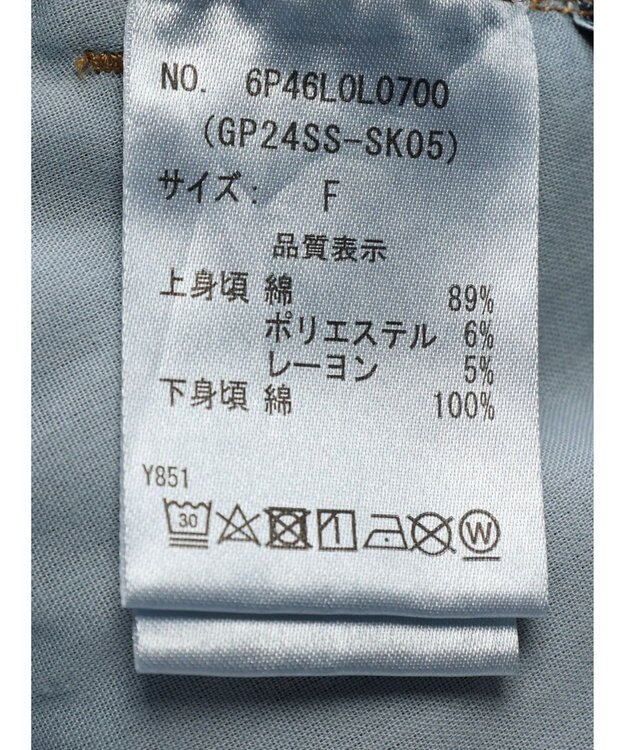 NO. 6P46L0L0700
(GP24SS-SK05)
サイズ: F
品質表示
上身頃 綿 89%
ポリエステル 6%
レーヨン 5%
下身頃 綿 100%
Y851
30
W